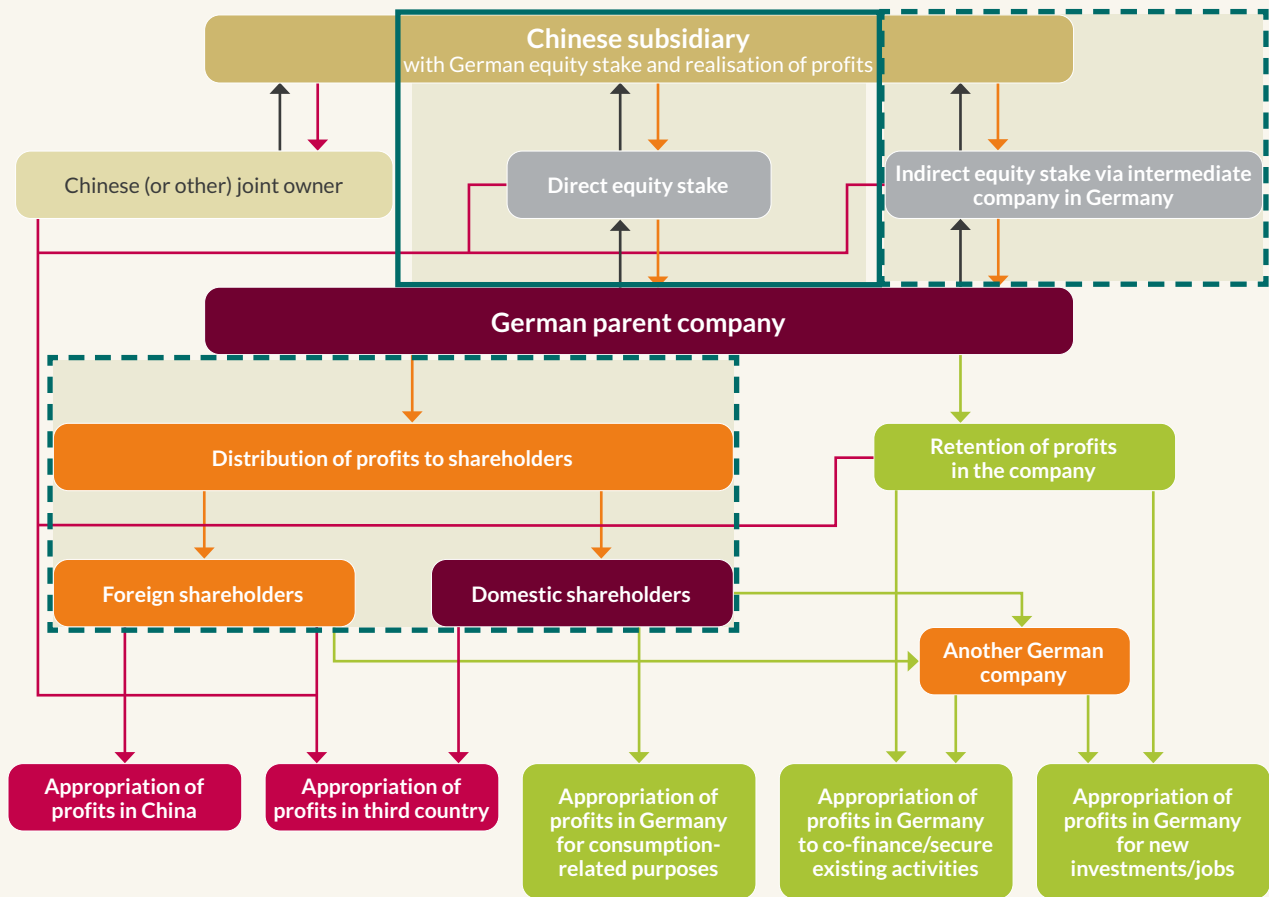 Chinese subsidiary
with German equity stake and realisation of profits
Chinese (or other) joint owner
Direct equity stake
Indirect equity stake via intermediate
company in Germany
German parent company
Distribution of profits to shareholders
Retention of profits
in the company
Foreign shareholders
Domestic shareholders
Another German
company
Appropriation of
profits in China
Appropriation of
profits in third country
Appropriation of
profits in Germany
for consumption-
related purposes
Appropriation of
profits in Germany
to co-finance/secure
existing activities
Appropriation of
profits in Germany
for new
investments/jobs